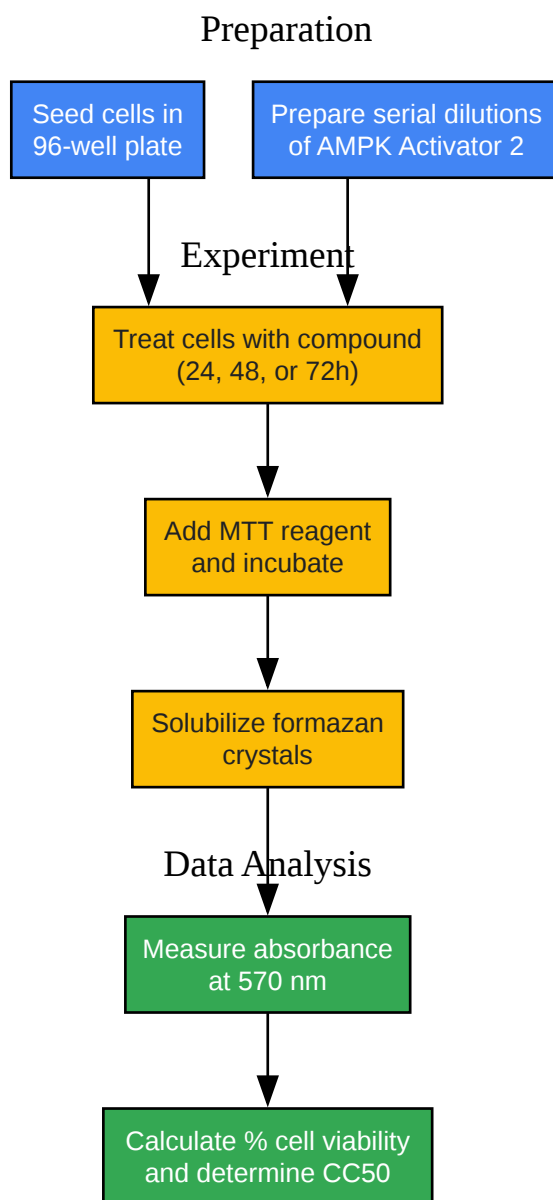 Preparation
Seed cells in
96-well plate
Prepare serial dilutions
of AMPK Activator 2
Experiment
Treat cells with compound
(24, 48, or 72h)
Add MTT reagent
and incubate
Solubilize formazan
crystals
Data Analysis
Measure absorbance
at 570 nm
Calculate % cell viability
and determine CC50